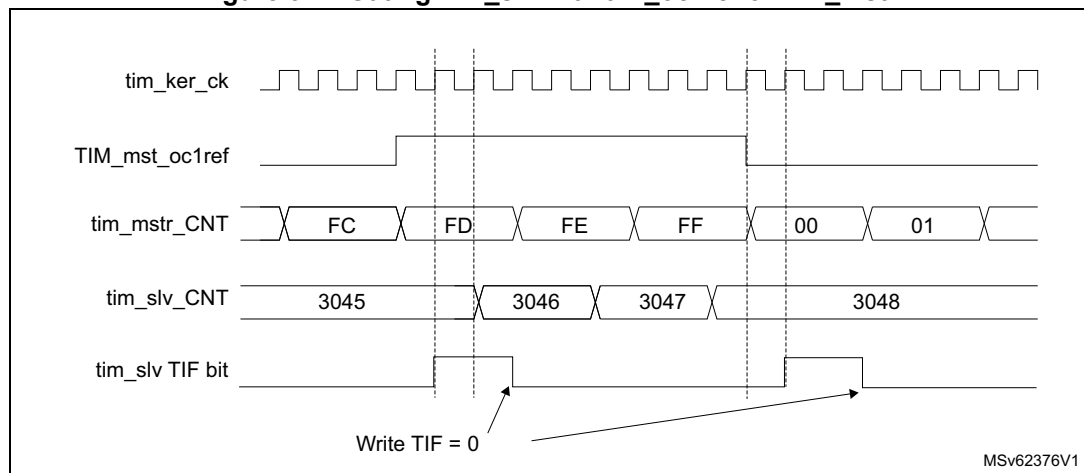 tim_ker_ck
TIM_mst_oc1ref
tim_mstr_CNT FC FD FE FF 00 01
tim_slv_CNT 3045 3046 3047 3048
tim_slv TIF bit
Write TIF = 0
MSv62376V1